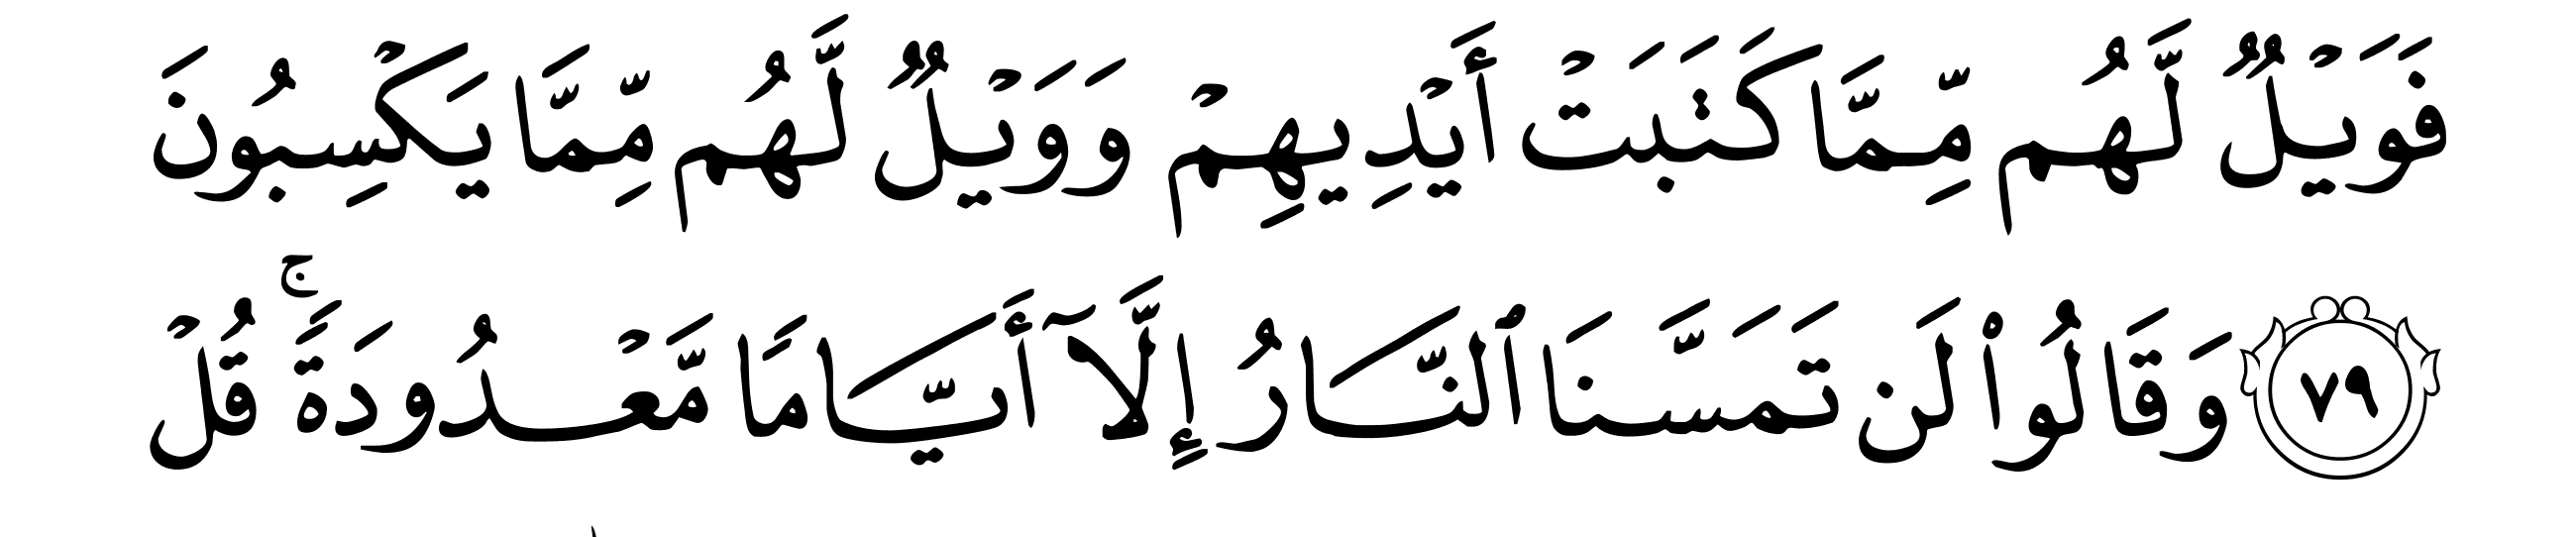 فَوَيۡلٌ لَّهُم مِّمَّا كَتَبَتۡ أَيۡدِيهِمۡ وَوَيۡلٌ لَّهُم مِّمَّا يَكۡسِبُونَ
٧٩ وَقَالُواْ لَن تَمَسَّنَا ٱلنَّارُ إِلَّآ أَيَّامًا مَّعۡدُودَةًۚ قُلۡ